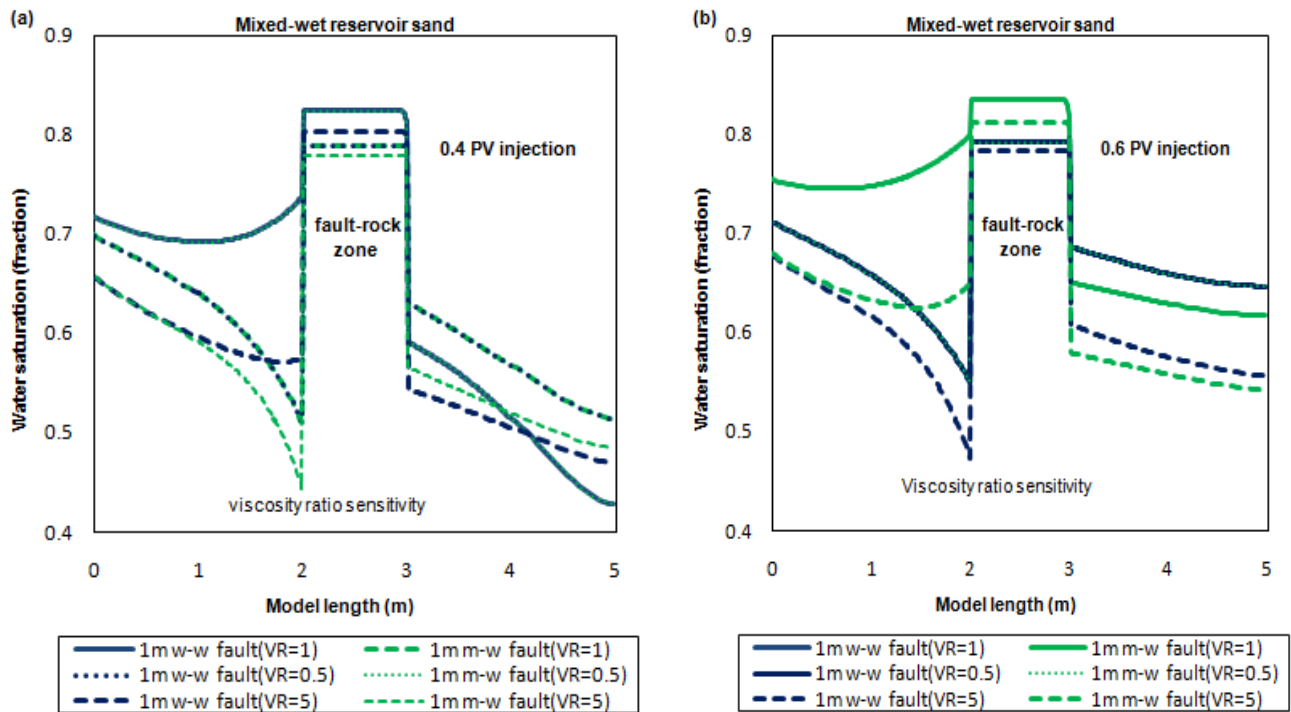 (a)
Mixed-wet reservoir sand
0.9
0.8
0.7
0.6
0.5
0.4
Water saturation (fraction)
0.4 PV injection
fault-rock
zone
viscosity ratio sensitivity
0 1 2 3 4 5
Model length (m)
1m w-w fault(VR=1) 1m m-w fault(VR=1)
1m w-w fault(VR=0.5) 1m m-w fault(VR=0.5)
1m w-w fault(VR=5) 1m m-w fault(VR=5)
(b)
Mixed-wet reservoir sand
0.9
0.8
0.7
0.6
0.5
0.4
Water saturation (fraction)
0.6 PV injection
fault-rock
zone
Viscosity ratio sensitivity
0 1 2 3 4 5
Model length (m)
1m w-w fault(VR=1) 1m m-w fault(VR=1)
1m w-w fault(VR=0.5) 1m m-w fault(VR=0.5)
1m w-w fault(VR=5) 1m m-w fault(VR=5)